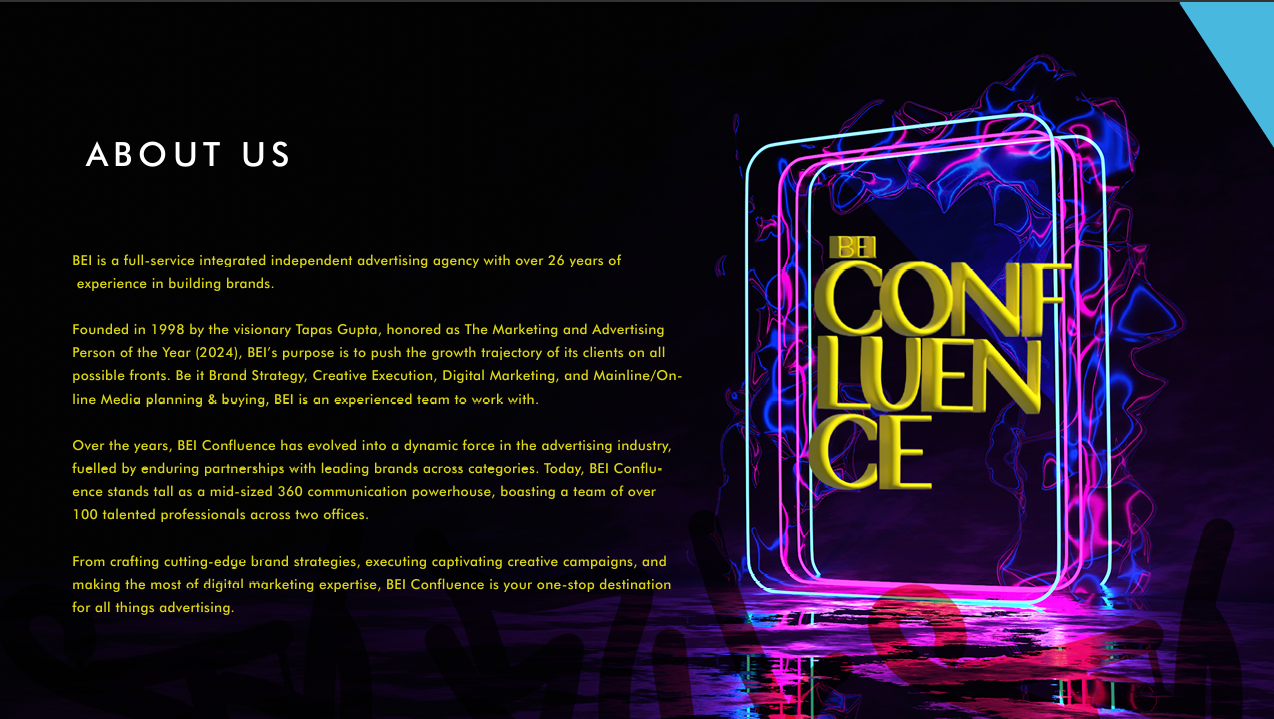 ABOUT US
BEI is a full-service integrated independent advertising agency with over 26 years of
experience in building brands.
Founded in 1998 by the visionary Tapas Gupta, honored as The Marketing and Advertising
Person of the Year (2024), BEI's purpose is to push the growth trajectory of its clients on all
possible fronts. Be it Brand Strategy, Creative Execution, Digital Marketing, and Mainline/On-
line Media planning & buying, BEI is an experienced team to work with.
Over the years, BEI Confluence has evolved into a dynamic force in the advertising industry,
fuelled by enduring partnerships with leading brands across categories. Today, BEI Conflu-
ence stands tall as a mid-sized 360 communication powerhouse, boasting a team of over
100 talented professionals across two offices.
From crafting cutting-edge brand strategies, executing captivating creative campaigns, and
making the most of digital marketing expertise, BEI Confluence is your one-stop destination
for all things advertising.
BEI
CONF
LUEN
CE